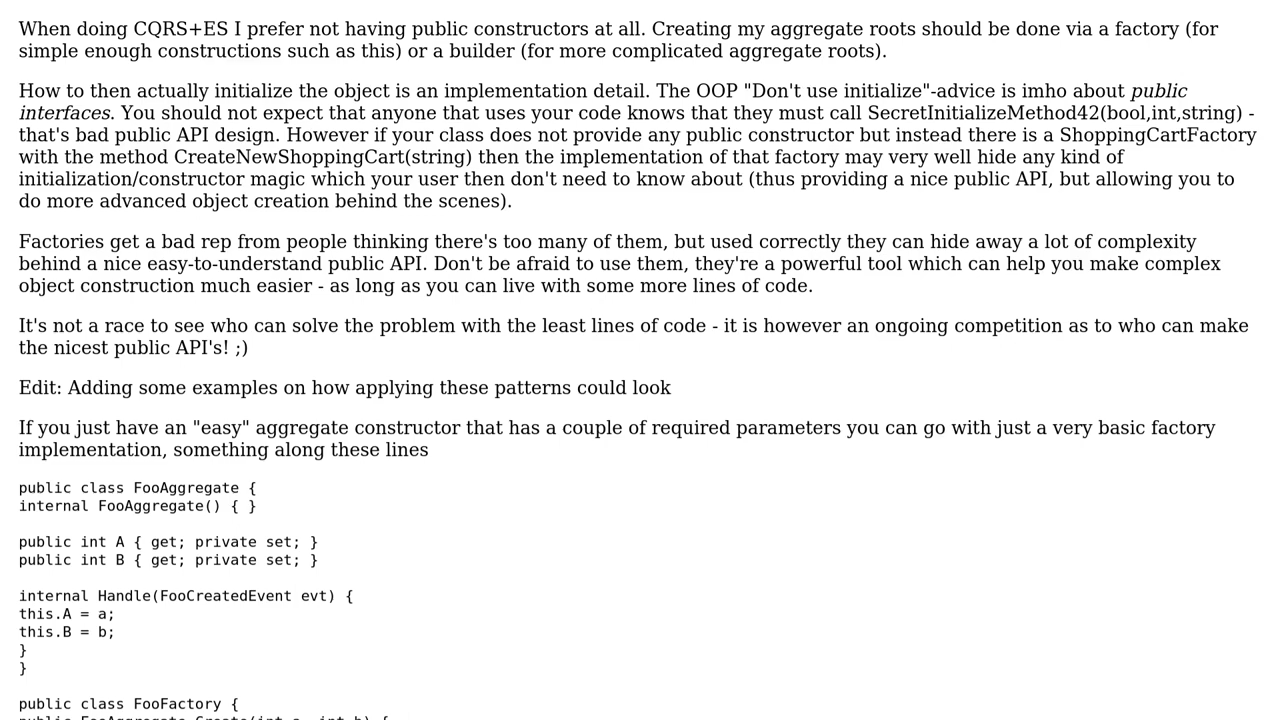 When doing CQRS+ES I prefer not having public constructors at all. Creating my aggregate roots should be done via a factory (for
simple enough constructions such as this) or a builder (for more complicated aggregate roots).
How to then actually initialize the object is an implementation detail. The OOP "Don't use initialize"-advice is imho about public
interfaces. You should not expect that anyone that uses your code knows that they must call SecretInitializeMethod42(bool,int,string) -
that's bad public API design. However if your class does not provide any public constructor but instead there is a ShoppingCartFactory
with the method CreateNewShoppingCart(string) then the implementation of that factory may very well hide any kind of
initialization/constructor magic which your user then don't need to know about (thus providing a nice public API, but allowing you to
do more advanced object creation behind the scenes).
Factories get a bad rep from people thinking there's too many of them, but used correctly they can hide away a lot of complexity
behind a nice easy-to-understand public API. Don't be afraid to use them, they're a powerful tool which can help you make complex
object construction much easier - as long as you can live with some more lines of code.
It's not a race to see who can solve the problem with the least lines of code - it is however an ongoing competition as to who can make
the nicest public API's! ;)
Edit: Adding some examples on how applying these patterns could look
If you just have an "easy" aggregate constructor that has a couple of required parameters you can go with just a very basic factory
implementation, something along these lines
public class FooAggregate {
internal FooAggregate() { }
public int A { get; private set; }
public int B { get; private set; }
internal Handle(FooCreatedEvent evt) {
this.A = a;
this.B = b;
}
}
public class FooFactory {
public FooAggregate Create(int a, int b) {